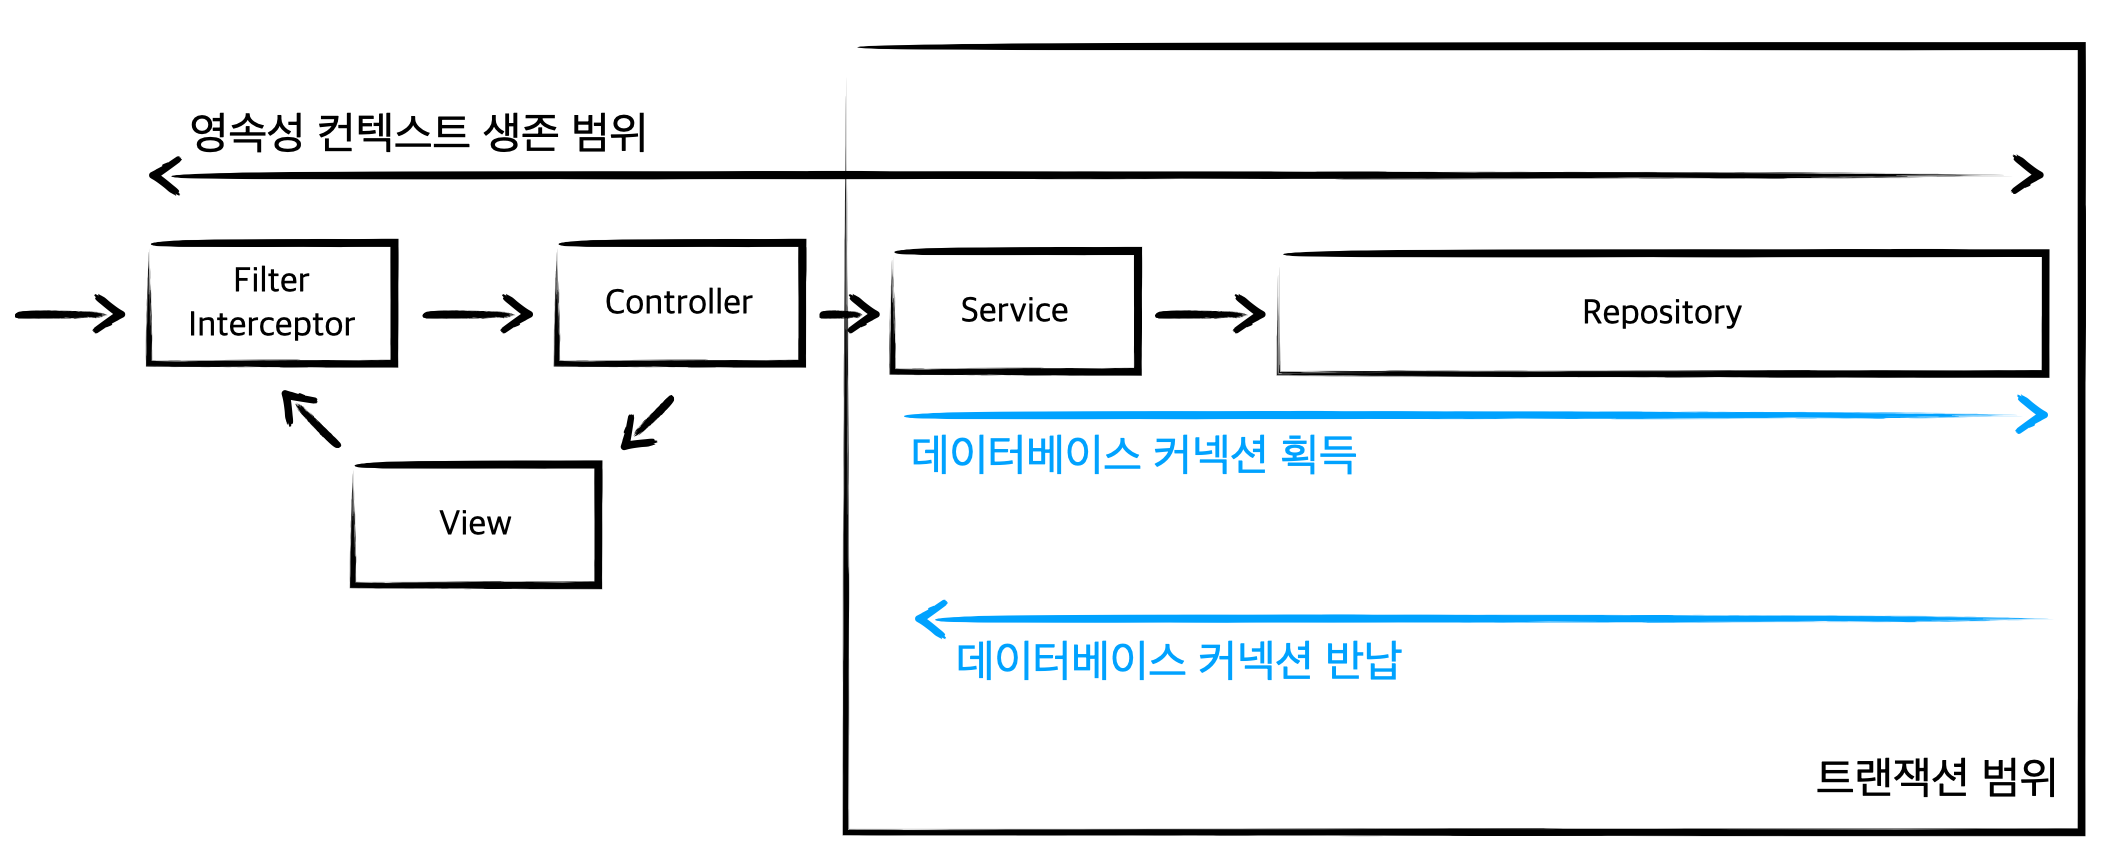 영속성 컨텍스트 생존 범위
Filter
Interceptor
Controller
Service
Repository
데이터베이스 커넥션 획득
View
데이터베이스 커넥션 반납
트랜잭션 범위